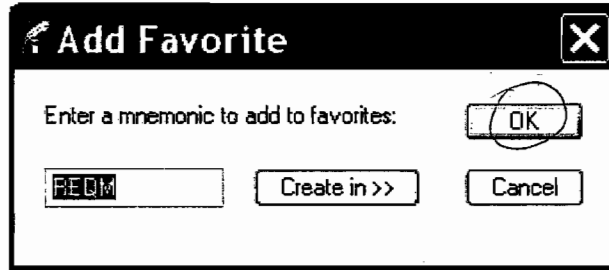 Add Favorite
Enter a mnemonic to add to favorites:
OK
REQM
Create in >>
Cancel